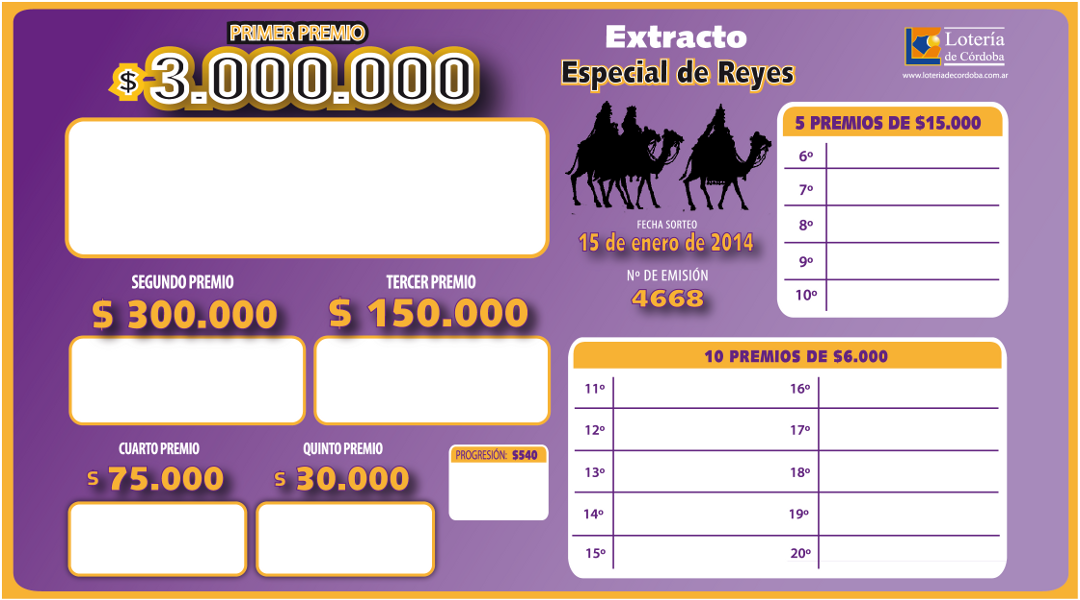 PRIMER PREMIO
$ 3.000.000
Extracto
Especial de Reyes
Lotería
de Córdoba
www.loteriadecordoba.com.ar
FECHA SORTEO
15 de enero de 2014
Nº DE EMISIÓN
4668
5 PREMIOS DE $15.000
6º
7º
8º
9º
10º
SEGUNDO PREMIO
$ 300.000
TERCER PREMIO
$ 150.000
CUARTO PREMIO
$ 75.000
QUINTO PREMIO
$ 30.000
PROGRESIÓN: $540
10 PREMIOS DE $6.000
11º
12º
13º
14º
15º
16º
17º
18º
19º
20º